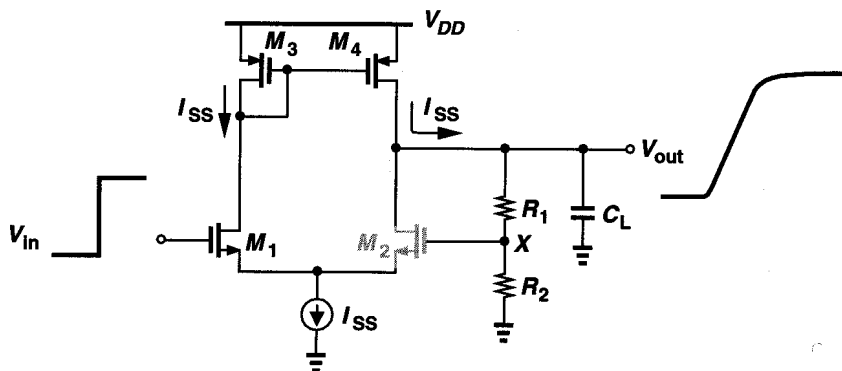 V_DD
M_3
M_4
I_SS
I_SS
V_out
R_1
C_L
V_in
M_1
M_2
X
R_2
I_SS